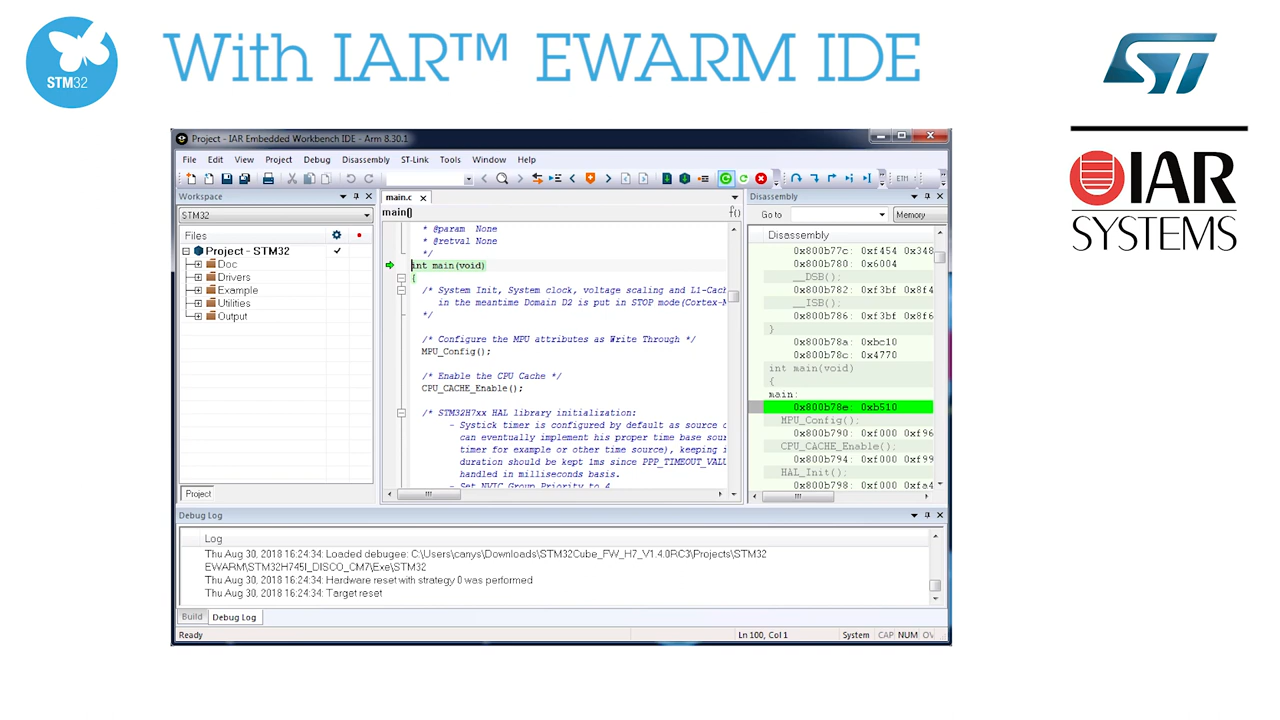 With IAR™ EWARM IDE
STM32
ST
IAR
SYSTEMS
Project - IAR Embedded Workbench IDE - Arm 8.30.1
File Edit View Project Debug Disassembly ST-Link Tools Window Help
Workspace
STM32
Files
Project - STM32
Doc
Drivers
Example
Utilities
Output
Project
main.c
main()
f()
* @param None
* @retval None
*/
int main(void)
{
/* System Init, System clock, voltage scaling and L1-Cach
in the meantime Domain D2 is put in STOP mode(Cortex-M
*/
/* Configure the MPU attributes as Write Through */
MPU_Config();
/* Enable the CPU Cache */
CPU_CACHE_Enable();
/* STM32H7xx HAL library initialization:
- Systick timer is configured by default as source o
can eventually implement his proper time base sour
timer for example or other time source), keeping i
duration should be kept 1ms since PPP_TIMEOUT_VALU
handled in milliseconds basis.
- Set NVIC Group Priority to 4
Disassembly
Go to
Memory
Disassembly
0x800b77c: 0xf454 0x348
0x800b780: 0x6004
__DSB();
0x800b782: 0xf3bf 0x8f4
__ISB();
0x800b786: 0xf3bf 0x8f6
}
0x800b78a: 0xbc10
0x800b78c: 0x4770
int main(void)
{
main:
0x800b78e: 0xb510
MPU_Config();
0x800b790: 0xf000 0xf96
CPU_CACHE_Enable();
0x800b794: 0xf000 0xf99
HAL_Init();
0x800b798: 0xf000 0xfa4
Debug Log
Log
Thu Aug 30, 2018 16:24:34: Loaded debugee: C:\Users\canys\Downloads\STM32Cube_FW_H7_V1.4.0RC3\Projects\STM32
EWARM\STM32H745I_DISCO_CM7\Exe\STM32
Thu Aug 30, 2018 16:24:34: Hardware reset with strategy 0 was performed
Thu Aug 30, 2018 16:24:34: Target reset
Build Debug Log
Ready Ln 100, Col 1 System CAP NUM OV